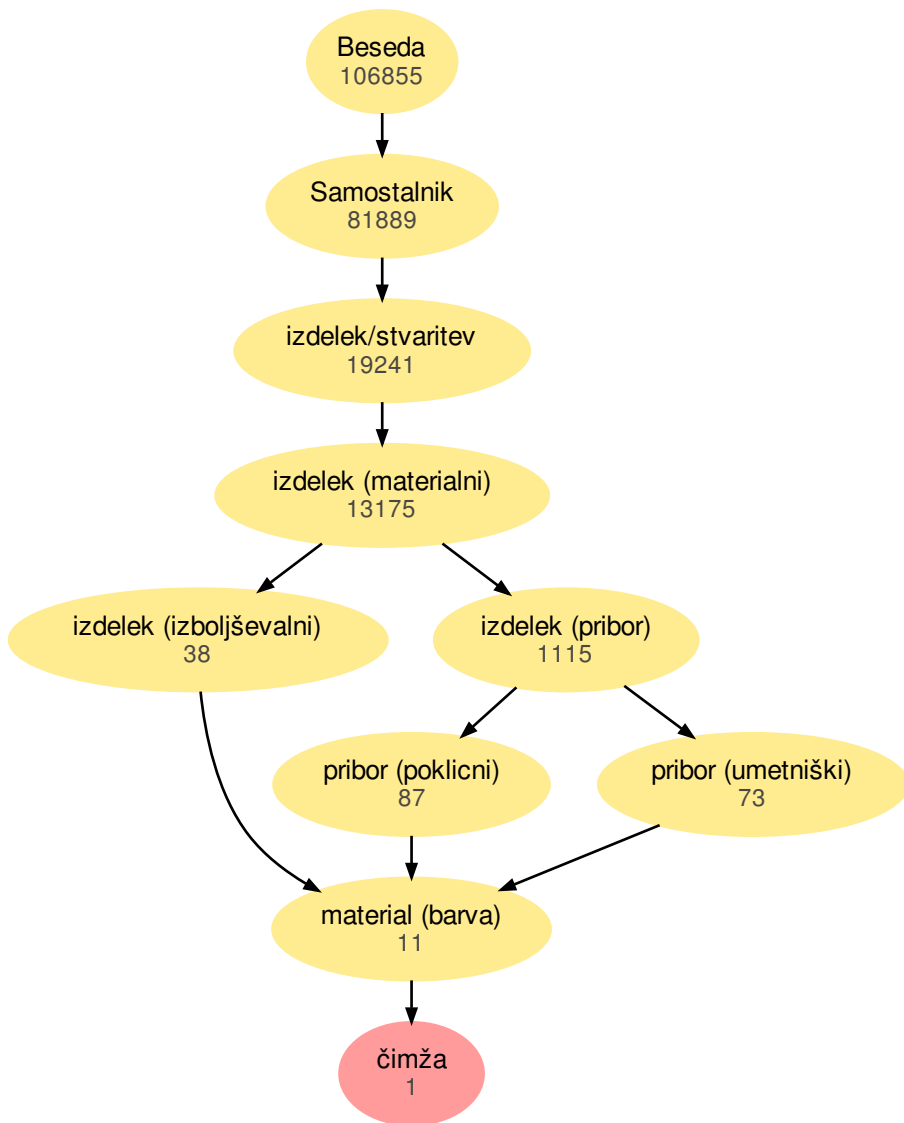 Beseda
106855
Samostalnik
81889
izdelek/stvaritev
19241
izdelek (materialni)
13175
izdelek (izboljševalni)
38
izdelek (pribor)
1115
pribor (poklicni)
87
pribor (umetniški)
73
material (barva)
11
čimža
1